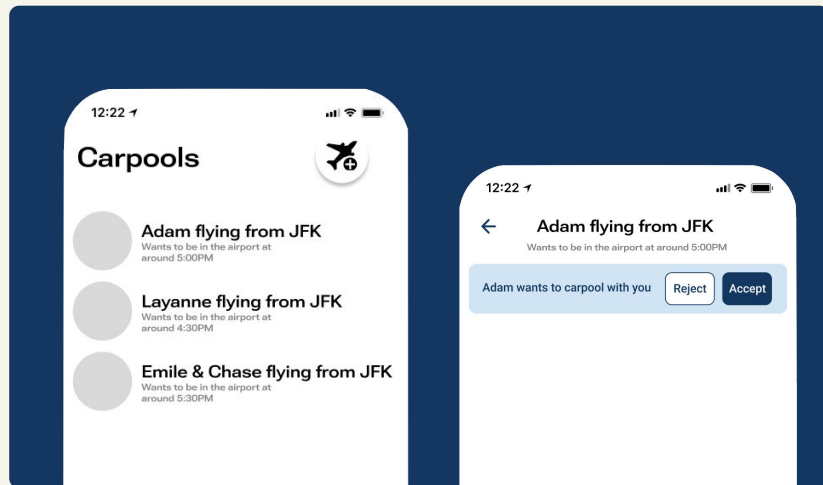 12:22
Carpools
Adam flying from JFK
Wants to be in the airport at
around 5:00PM
Layanne flying from JFK
Wants to be in the airport at
around 4:30PM
Emile & Chase flying from JFK
Wants to be in the airport at
around 5:30PM
12:22
Adam flying from JFK
Wants to be in the airport at around 5:00PM
Adam wants to carpool with you Reject Accept